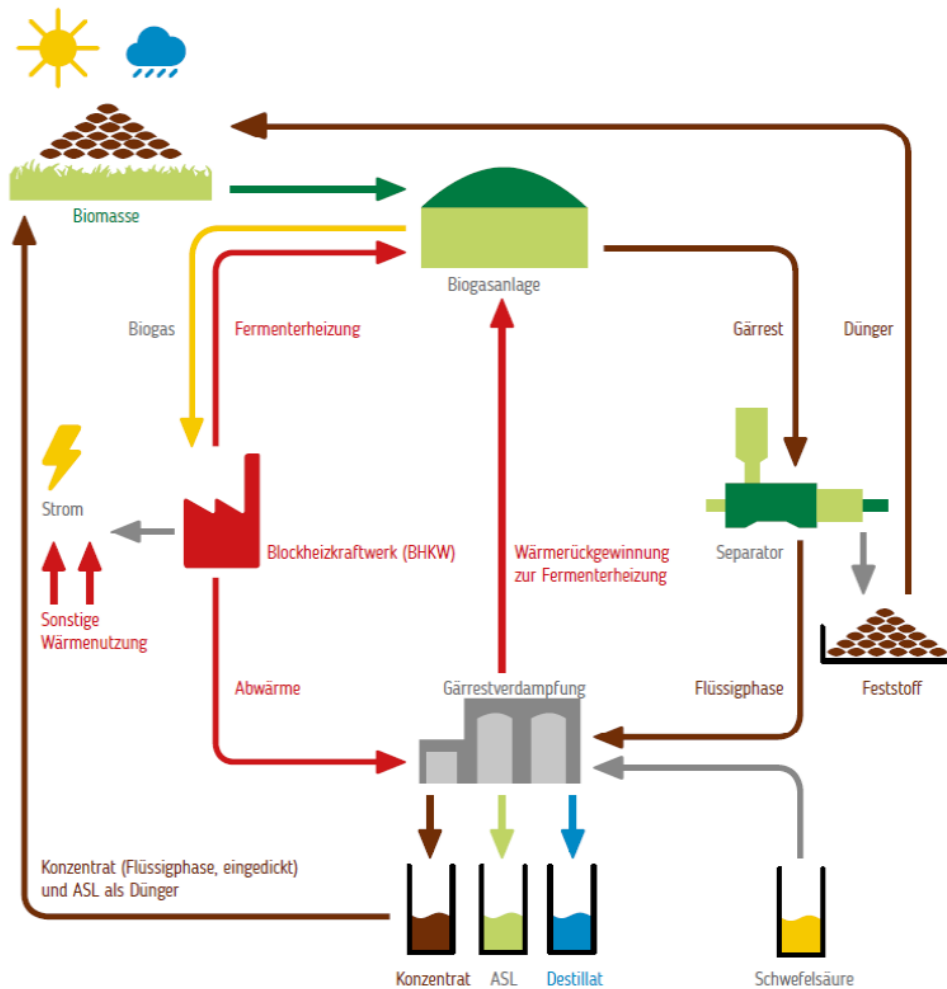 Biomasse
Biogasanlage
Biogas
Fermenterheizung
Gärrest
Dünger
Strom
Blockheizkraftwerk (BHKW)
Wärmerückgewinnung
zur Fermenterheizung
Separator
Sonstige
Wärmenutzung
Abwärme
Gärrestverdampfung
Flüssigphase
Feststoff
Konzentrat (Flüssigphase, eingedickt)
und ASL als Dünger
Konzentrat
ASL
Destillat
Schwefelsäure